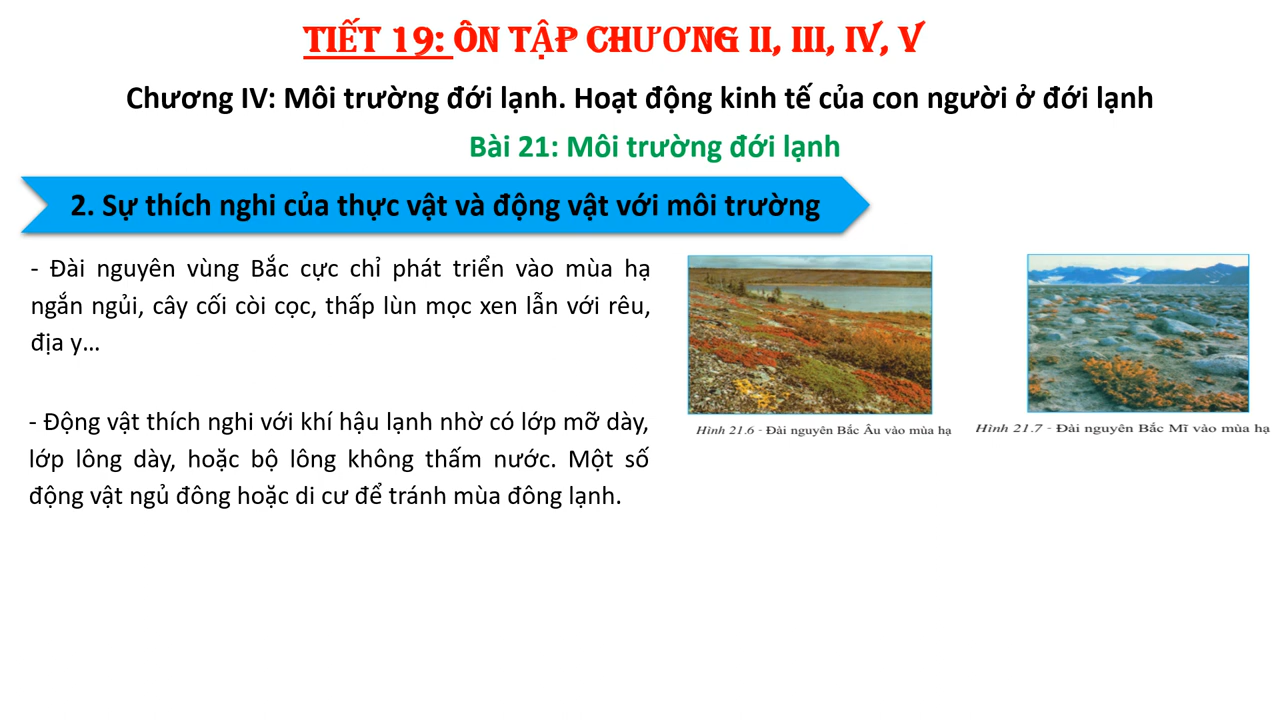 TIẾT 19: ÔN TẬP CHƯƠNG II, III, IV, V
Chương IV: Môi trường đới lạnh. Hoạt động kinh tế của con người ở đới lạnh
Bài 21: Môi trường đới lạnh
2. Sự thích nghi của thực vật và động vật với môi trường
- Đài nguyên vùng Bắc cực chỉ phát triển vào mùa hạ
ngắn ngủi, cây cối còi cọc, thấp lùn mọc xen lẫn với rêu,
địa y...
- Động vật thích nghi với khí hậu lạnh nhờ có lớp mỡ dày,
lớp lông dày, hoặc bộ lông không thấm nước. Một số
động vật ngủ đông hoặc di cư để tránh mùa đông lạnh.
Hình 21.6 - Đài nguyên Bắc Âu vào mùa hạ
Hình 21.7 - Đài nguyên Bắc Mĩ vào mùa hạ